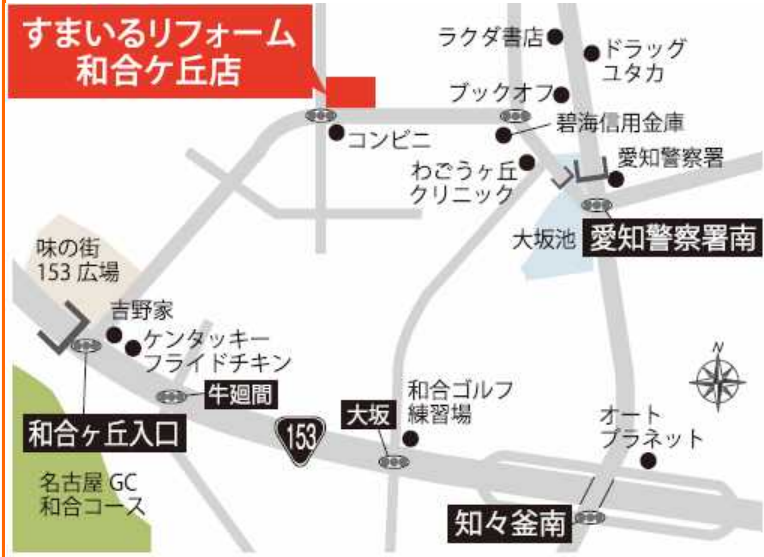 すまいるリフォーム
和合ケ丘店
ラクダ書店
ドラッグ
ユタカ
ブックオフ
碧海信用金庫
コンビニ
わごうヶ丘
クリニック
愛知警察署
大坂池
愛知警察署南
味の街
153 広場
吉野家
ケンタッキー
フライドチキン
牛廻間
和合ヶ丘入口
153
大坂
和合ゴルフ
練習場
N
オート
プラネット
名古屋 GC
和合コース
知々釜南